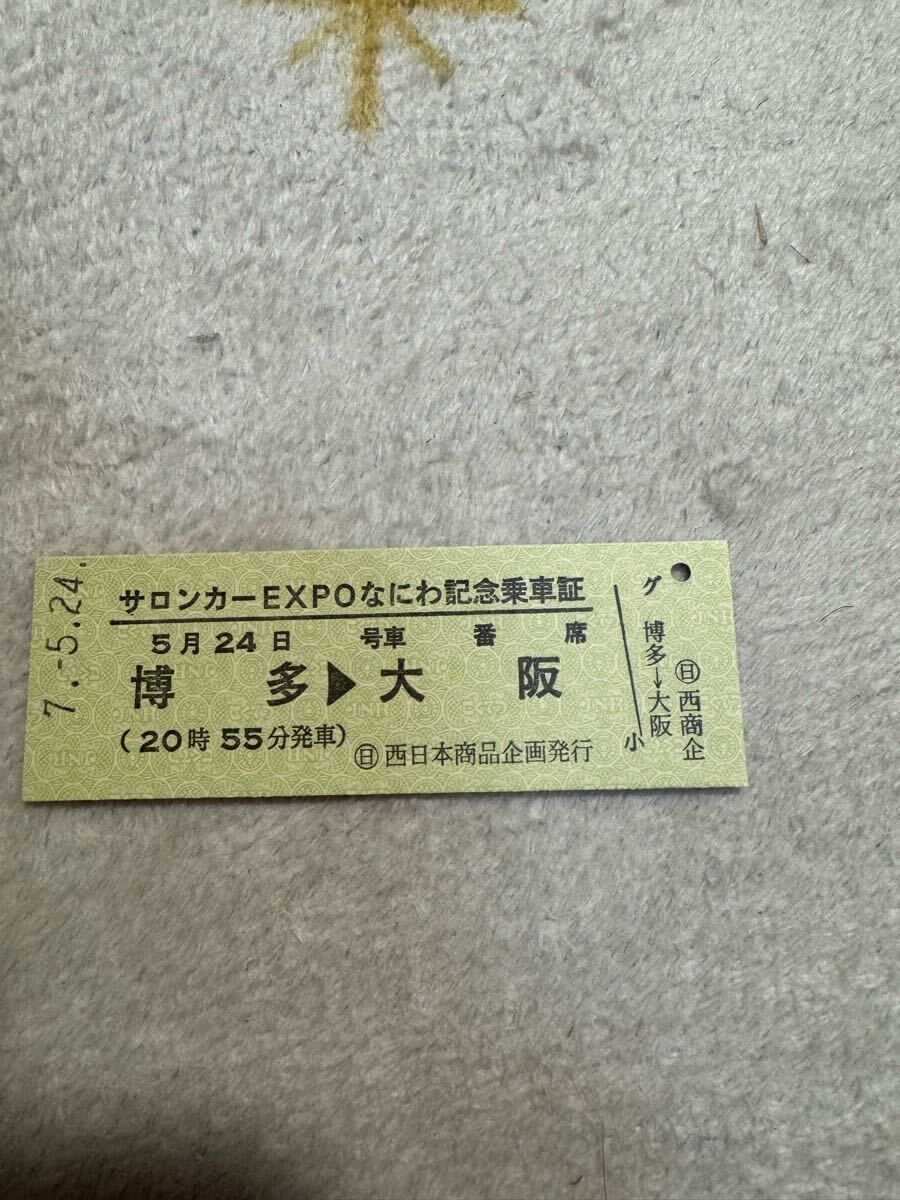 7.-5.24.
サロンカーEXPOなにわ記念乗車証
5月24日 号車 番 席
博 多▶大 阪
(20時55分発車)
㊐西日本商品企画発行
グ
小
博多→大阪
㊐西商企